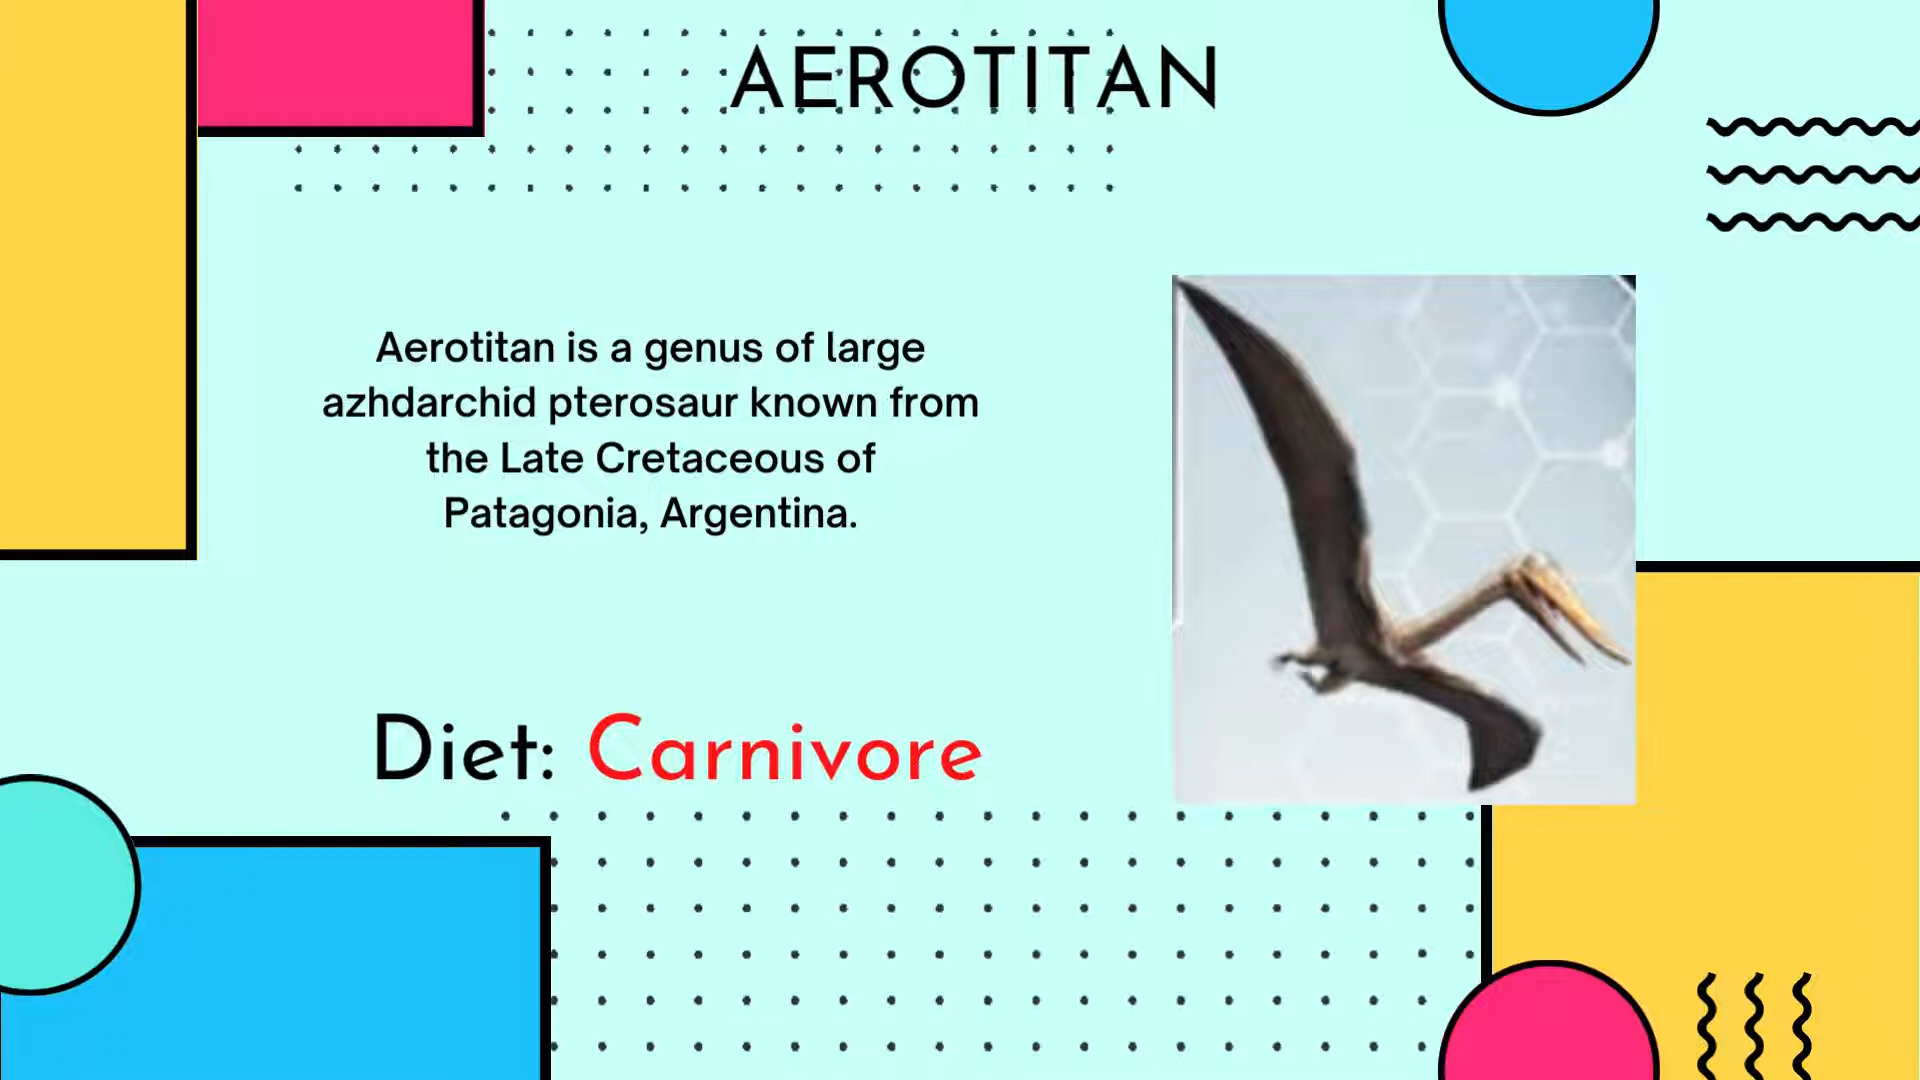 AEROTITAN
Aerotitan is a genus of large
azhdarchid pterosaur known from
the Late Cretaceous of
Patagonia, Argentina.
Diet: Carnivore